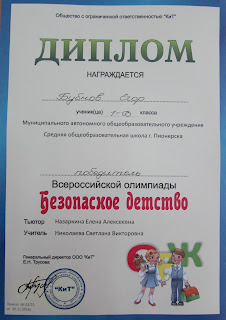 Общество с ограниченной ответственностью "КиТ"
ДИПЛОМ
НАГРАЖДАЕТСЯ
Бубнов Егор
ученик(ца) 1-Ф класса
Муниципального автономного общеобразовательного учреждения
Средняя общеобразовательная школа г. Пионерска
победитель
Всероссийской олимпиады
Безопасное детство
Тьютор Назаркина Елена Алексеевна
Учитель Николаева Светлана Викторовна
ОБЖ
Генеральный директор ООО "КиТ"
Е.Н. Трусова
"КиТ"